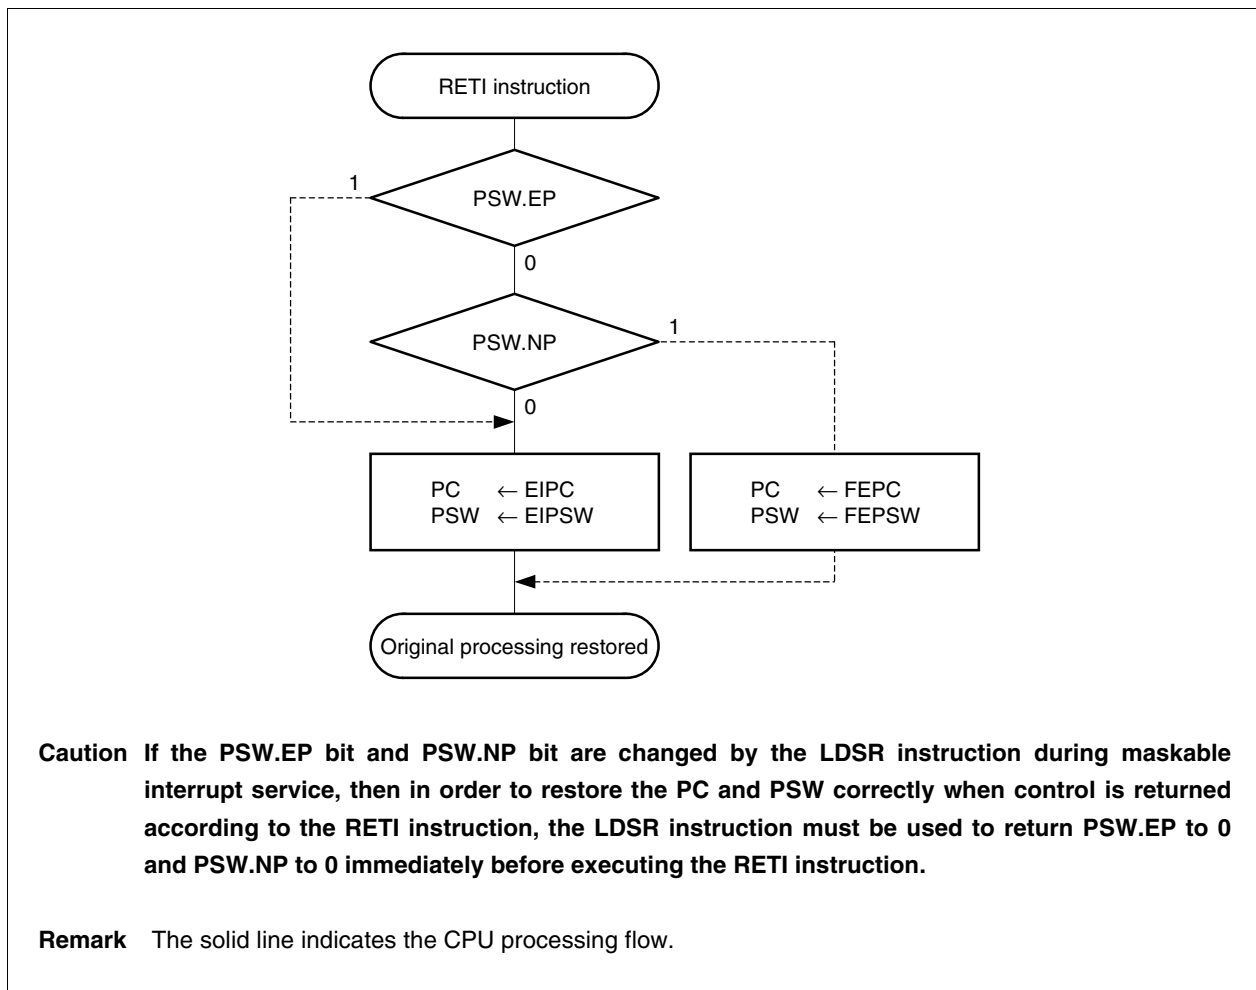 RETI instruction
1
PSW.EP
0
1
PSW.NP
0
PC ← EIPC
PSW ← EIPSW
PC ← FEPC
PSW ← FEPSW
Original processing restored
Caution If the PSW.EP bit and PSW.NP bit are changed by the LDSR instruction during maskable
interrupt service, then in order to restore the PC and PSW correctly when control is returned
according to the RETI instruction, the LDSR instruction must be used to return PSW.EP to 0
and PSW.NP to 0 immediately before executing the RETI instruction.
Remark The solid line indicates the CPU processing flow.